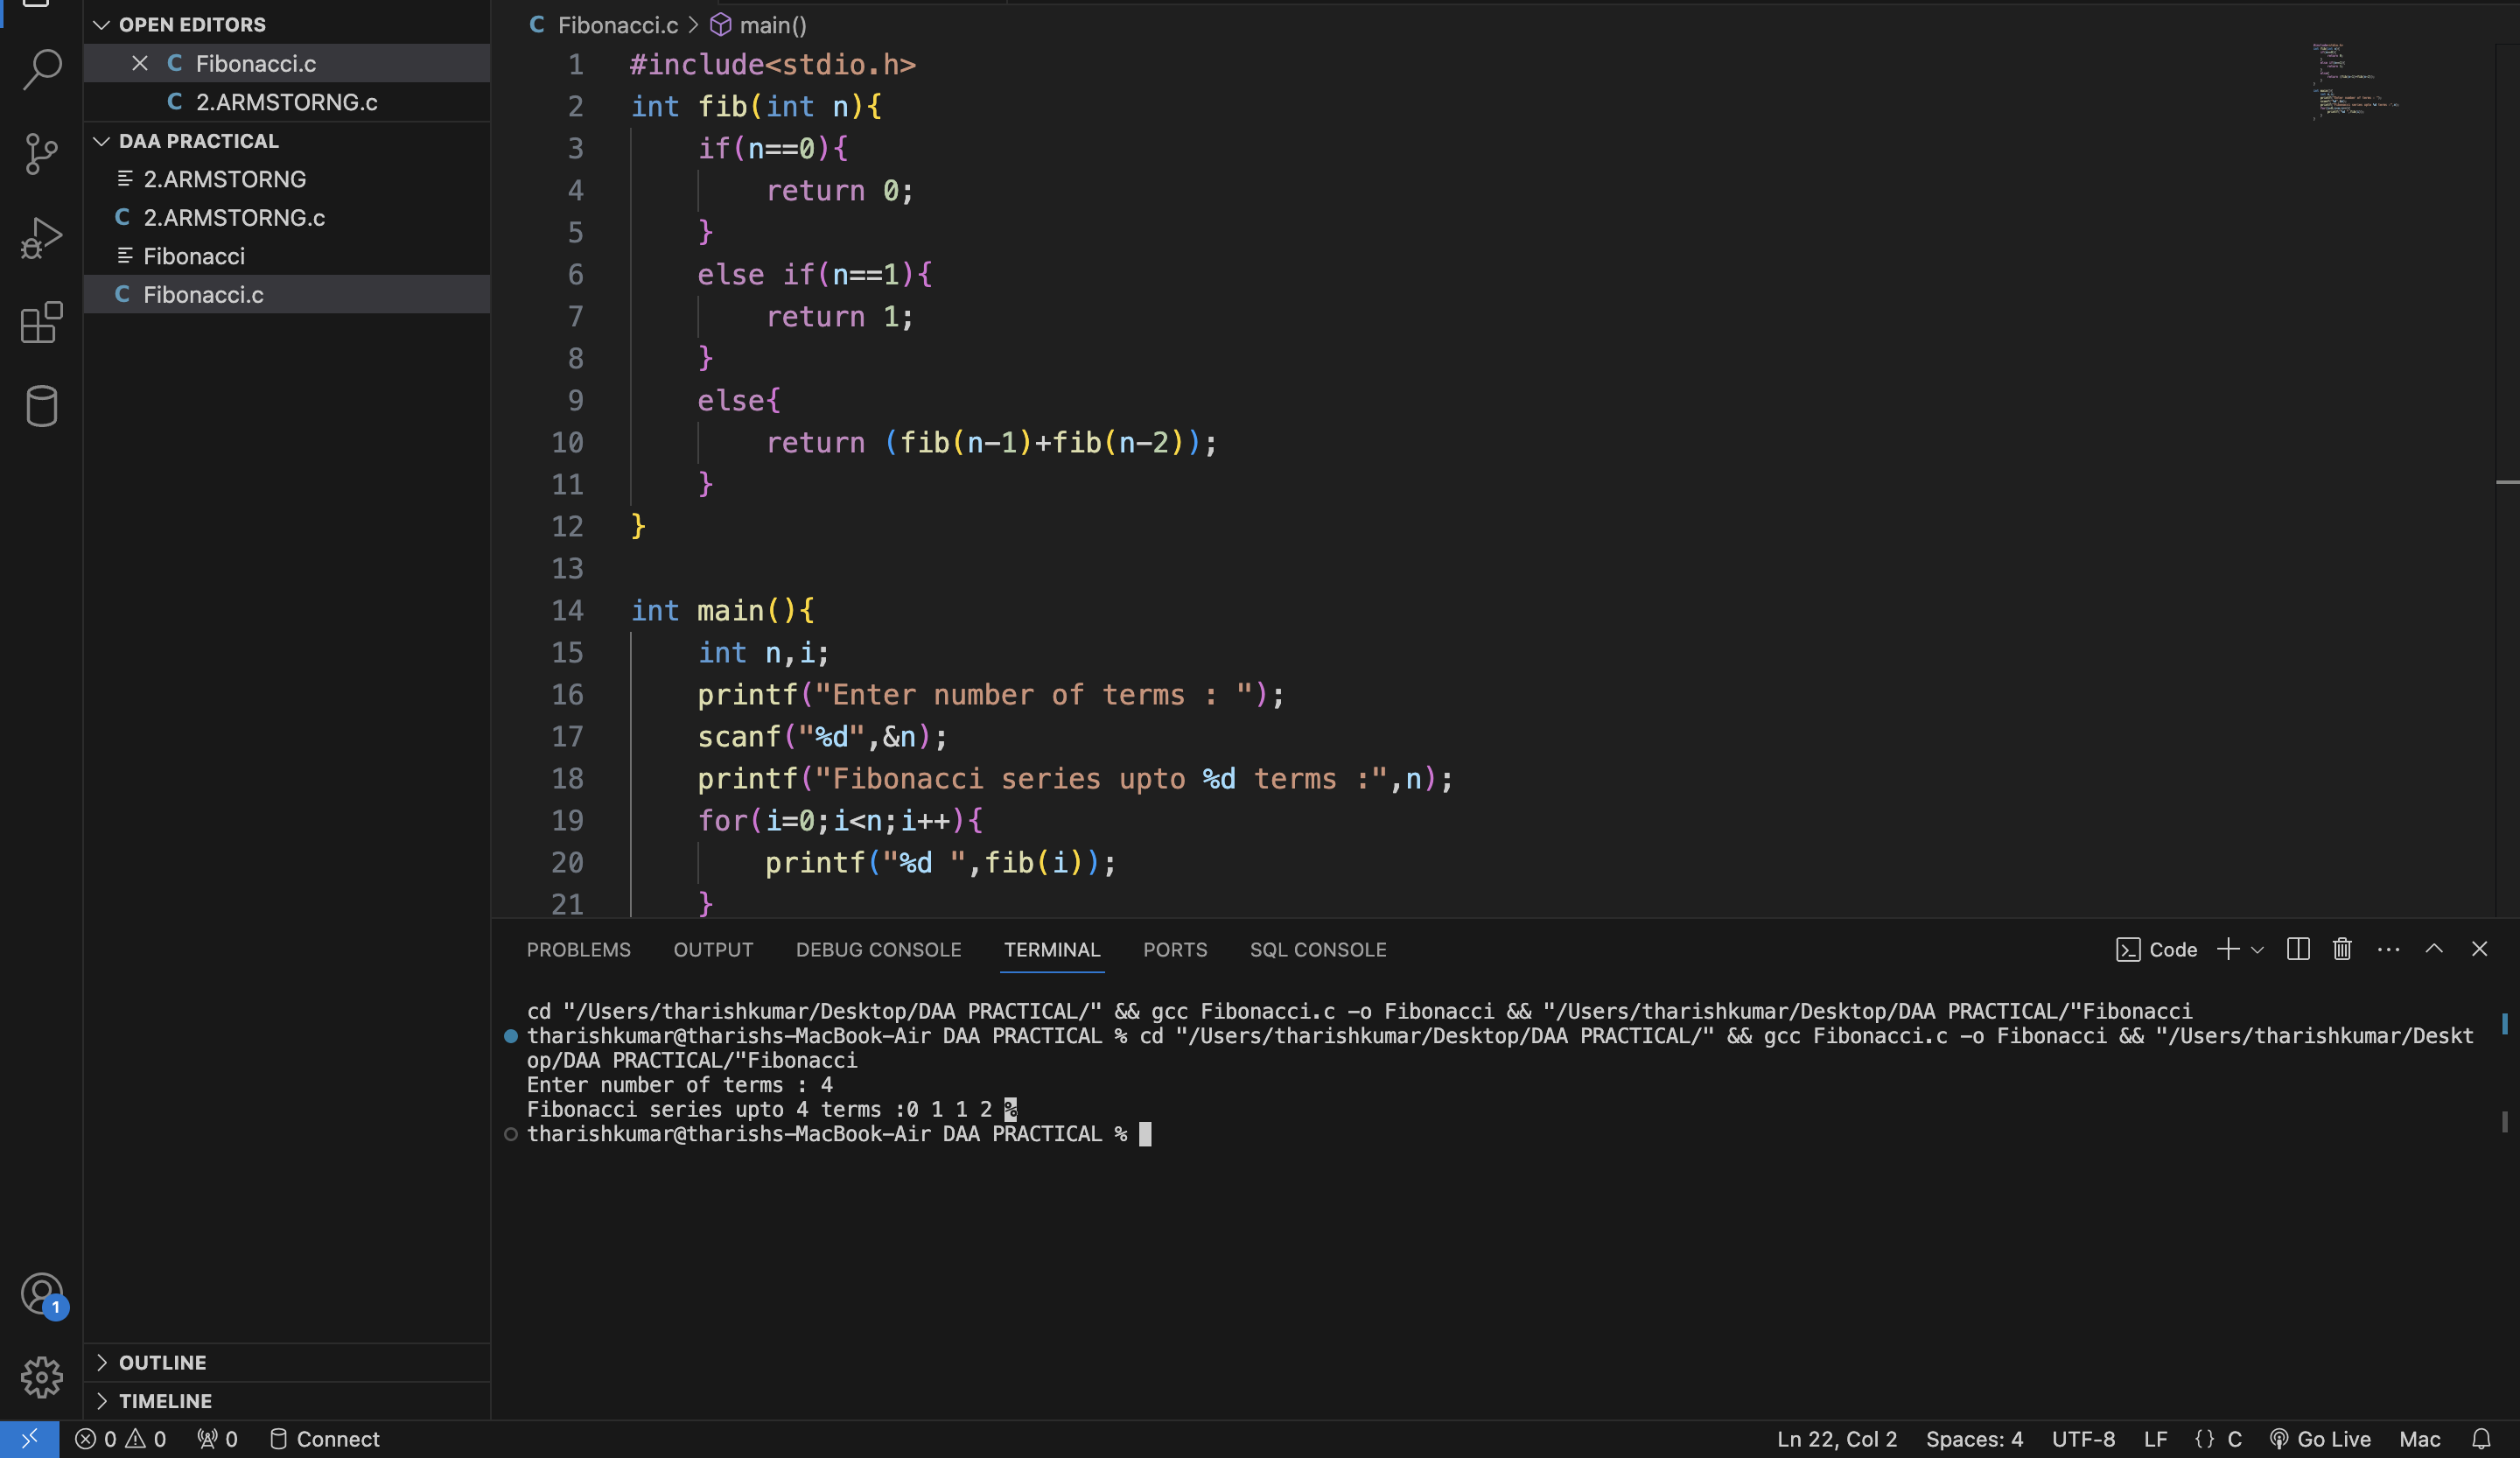 OPEN EDITORS
C Fibonacci.c
C 2.ARMSTORNG.c
DAA PRACTICAL
2.ARMSTORNG
C 2.ARMSTORNG.c
Fibonacci
C Fibonacci.c
OUTLINE
TIMELINE
1
C Fibonacci.c > main()
1 #include<stdio.h>
2 int fib(int n){
3     if(n==0){
4         return 0;
5     }
6     else if(n==1){
7         return 1;
8     }
9     else{
10         return (fib(n-1)+fib(n-2));
11     }
12 }
13
14 int main(){
15     int n,i;
16     printf("Enter number of terms : ");
17     scanf("%d",&n);
18     printf("Fibonacci series upto %d terms :",n);
19     for(i=0;i<n;i++){
20         printf("%d ",fib(i));
21     }
PROBLEMS OUTPUT DEBUG CONSOLE TERMINAL PORTS SQL CONSOLE Code
cd "/Users/tharishkumar/Desktop/DAA PRACTICAL/" && gcc Fibonacci.c -o Fibonacci && "/Users/tharishkumar/Desktop/DAA PRACTICAL/"Fibonacci
tharishkumar@tharishs-MacBook-Air DAA PRACTICAL % cd "/Users/tharishkumar/Desktop/DAA PRACTICAL/" && gcc Fibonacci.c -o Fibonacci && "/Users/tharishkumar/Deskt
op/DAA PRACTICAL/"Fibonacci
Enter number of terms : 4
Fibonacci series upto 4 terms :0 1 1 2 %
tharishkumar@tharishs-MacBook-Air DAA PRACTICAL %
0 0 0 Connect Ln 22, Col 2 Spaces: 4 UTF-8 LF {} C Go Live Mac